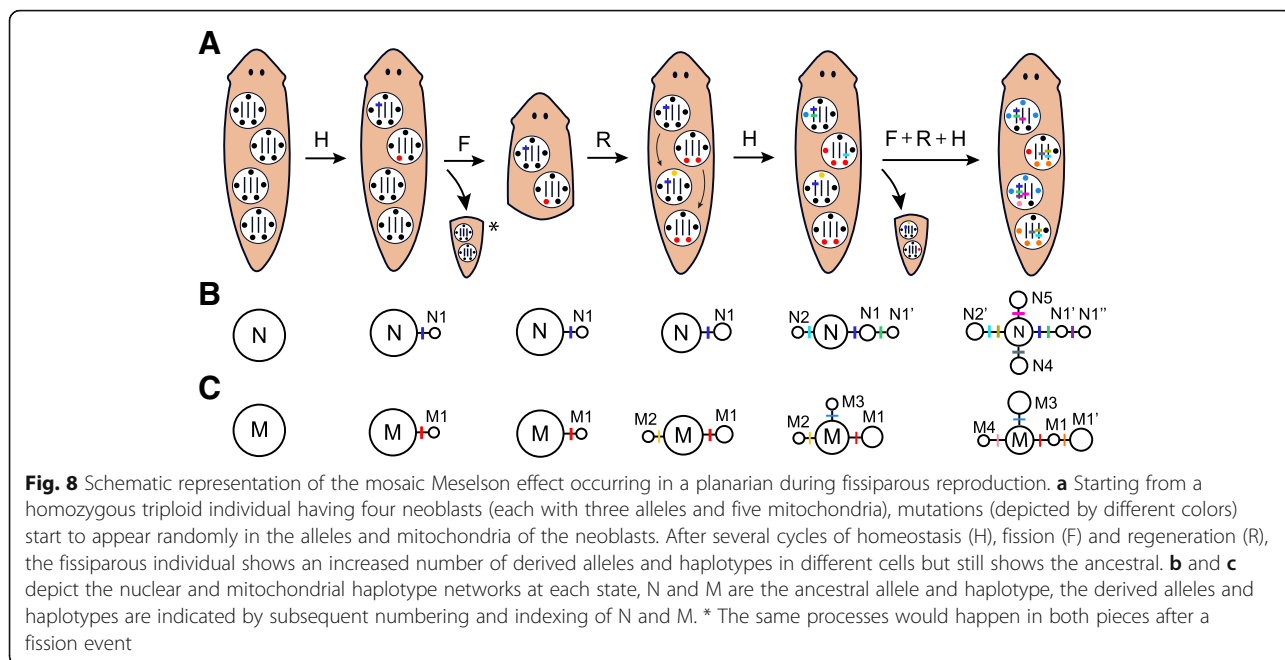 A
H
F
R
H
F + R + H
*
B
N
N N1
N N1
N N1
N2 N N1 N1'
N5
N2' N N1' N1''
N4
C
M
M M1
M M1
M2 M M1
M3
M2 M M1
M3
M4 M M1 M1'
Fig. 8 Schematic representation of the mosaic Meselson effect occurring in a planarian during fissiparous reproduction. a Starting from a
homozygous triploid individual having four neoblasts (each with three alleles and five mitochondria), mutations (depicted by different colors)
start to appear randomly in the alleles and mitochondria of the neoblasts. After several cycles of homeostasis (H), fission (F) and regeneration (R),
the fissiparous individual shows an increased number of derived alleles and haplotypes in different cells but still shows the ancestral. b and c
depict the nuclear and mitochondrial haplotype networks at each state, N and M are the ancestral allele and haplotype, the derived alleles and
haplotypes are indicated by subsequent numbering and indexing of N and M. * The same processes would happen in both pieces after a
fission event